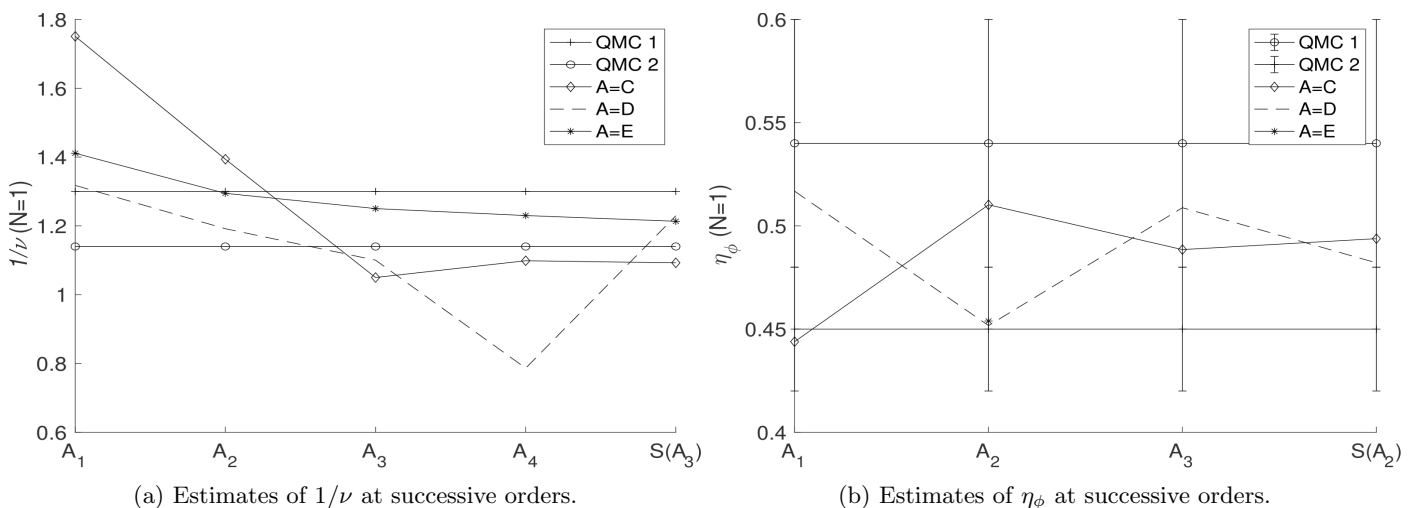 1.8
1.6
1.4
1.2
1
0.8
0.6
1/ν (N=1)
A1
A2
A3
A4
S(A3)
QMC 1
QMC 2
A=C
A=D
A=E
(a) Estimates of 1/ν at successive orders.
0.6
0.55
0.5
0.45
0.4
ηϕ (N=1)
A1
A2
A3
S(A2)
QMC 1
QMC 2
A=C
A=D
A=E
(b) Estimates of ηϕ at successive orders.